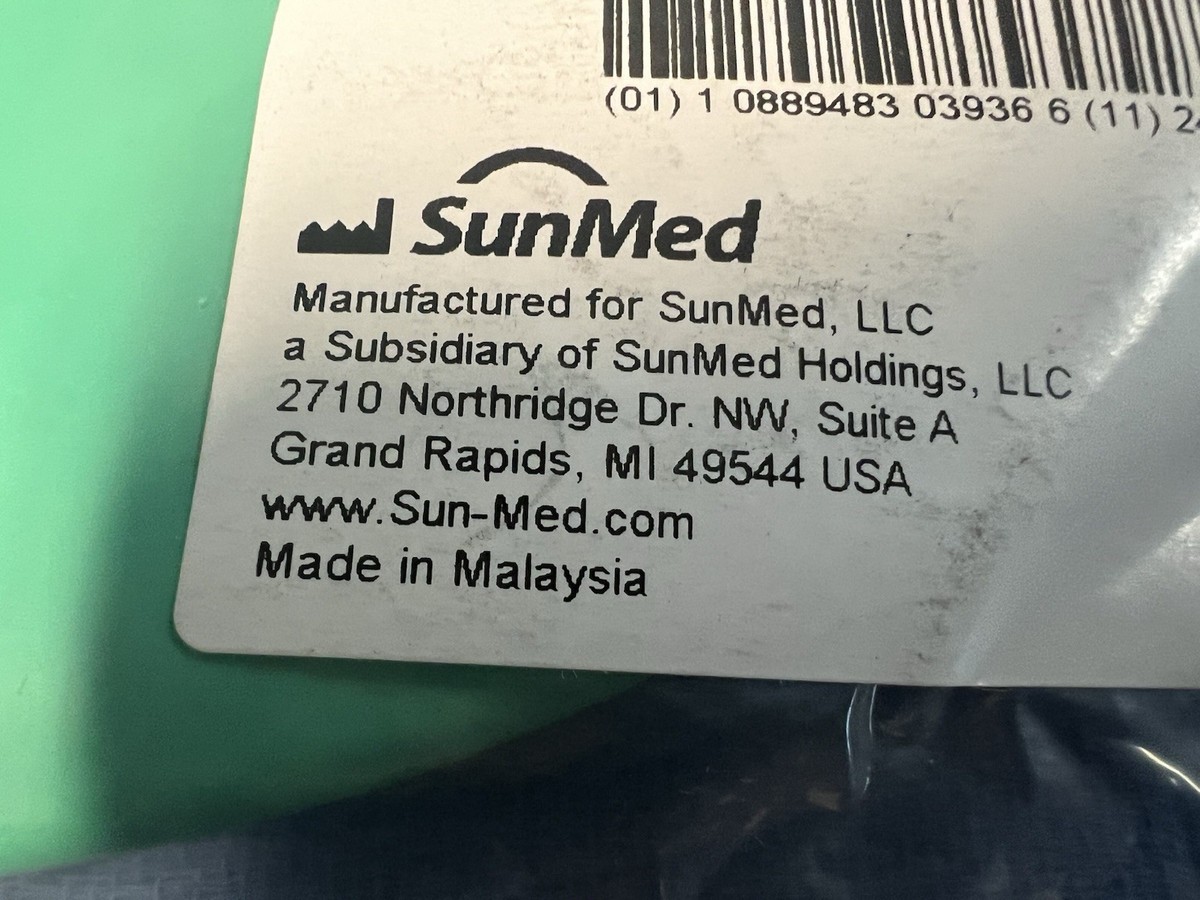 (01) 1 0889483 03936 6 (11) 2
SunMed
Manufactured for SunMed, LLC
a Subsidiary of SunMed Holdings, LLC
2710 Northridge Dr. NW, Suite A
Grand Rapids, MI 49544 USA
www.Sun-Med.com
Made in Malaysia